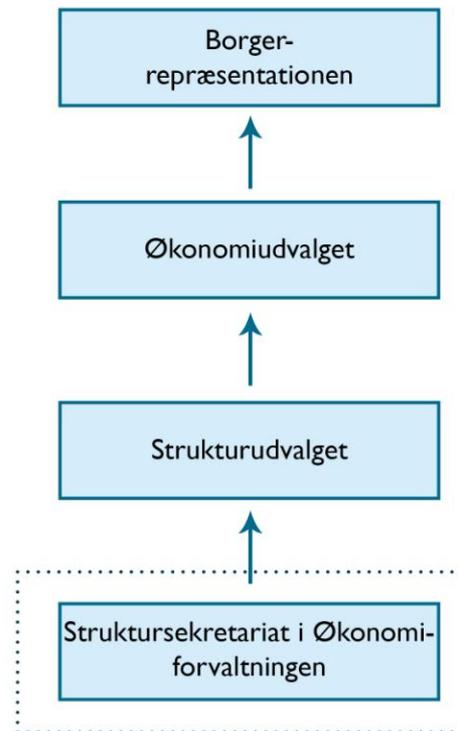 Borger-
repræsentationen
Økonomiudvalget
Strukturudvalget
Struktursekretariat i Økonomi-
forvaltningen